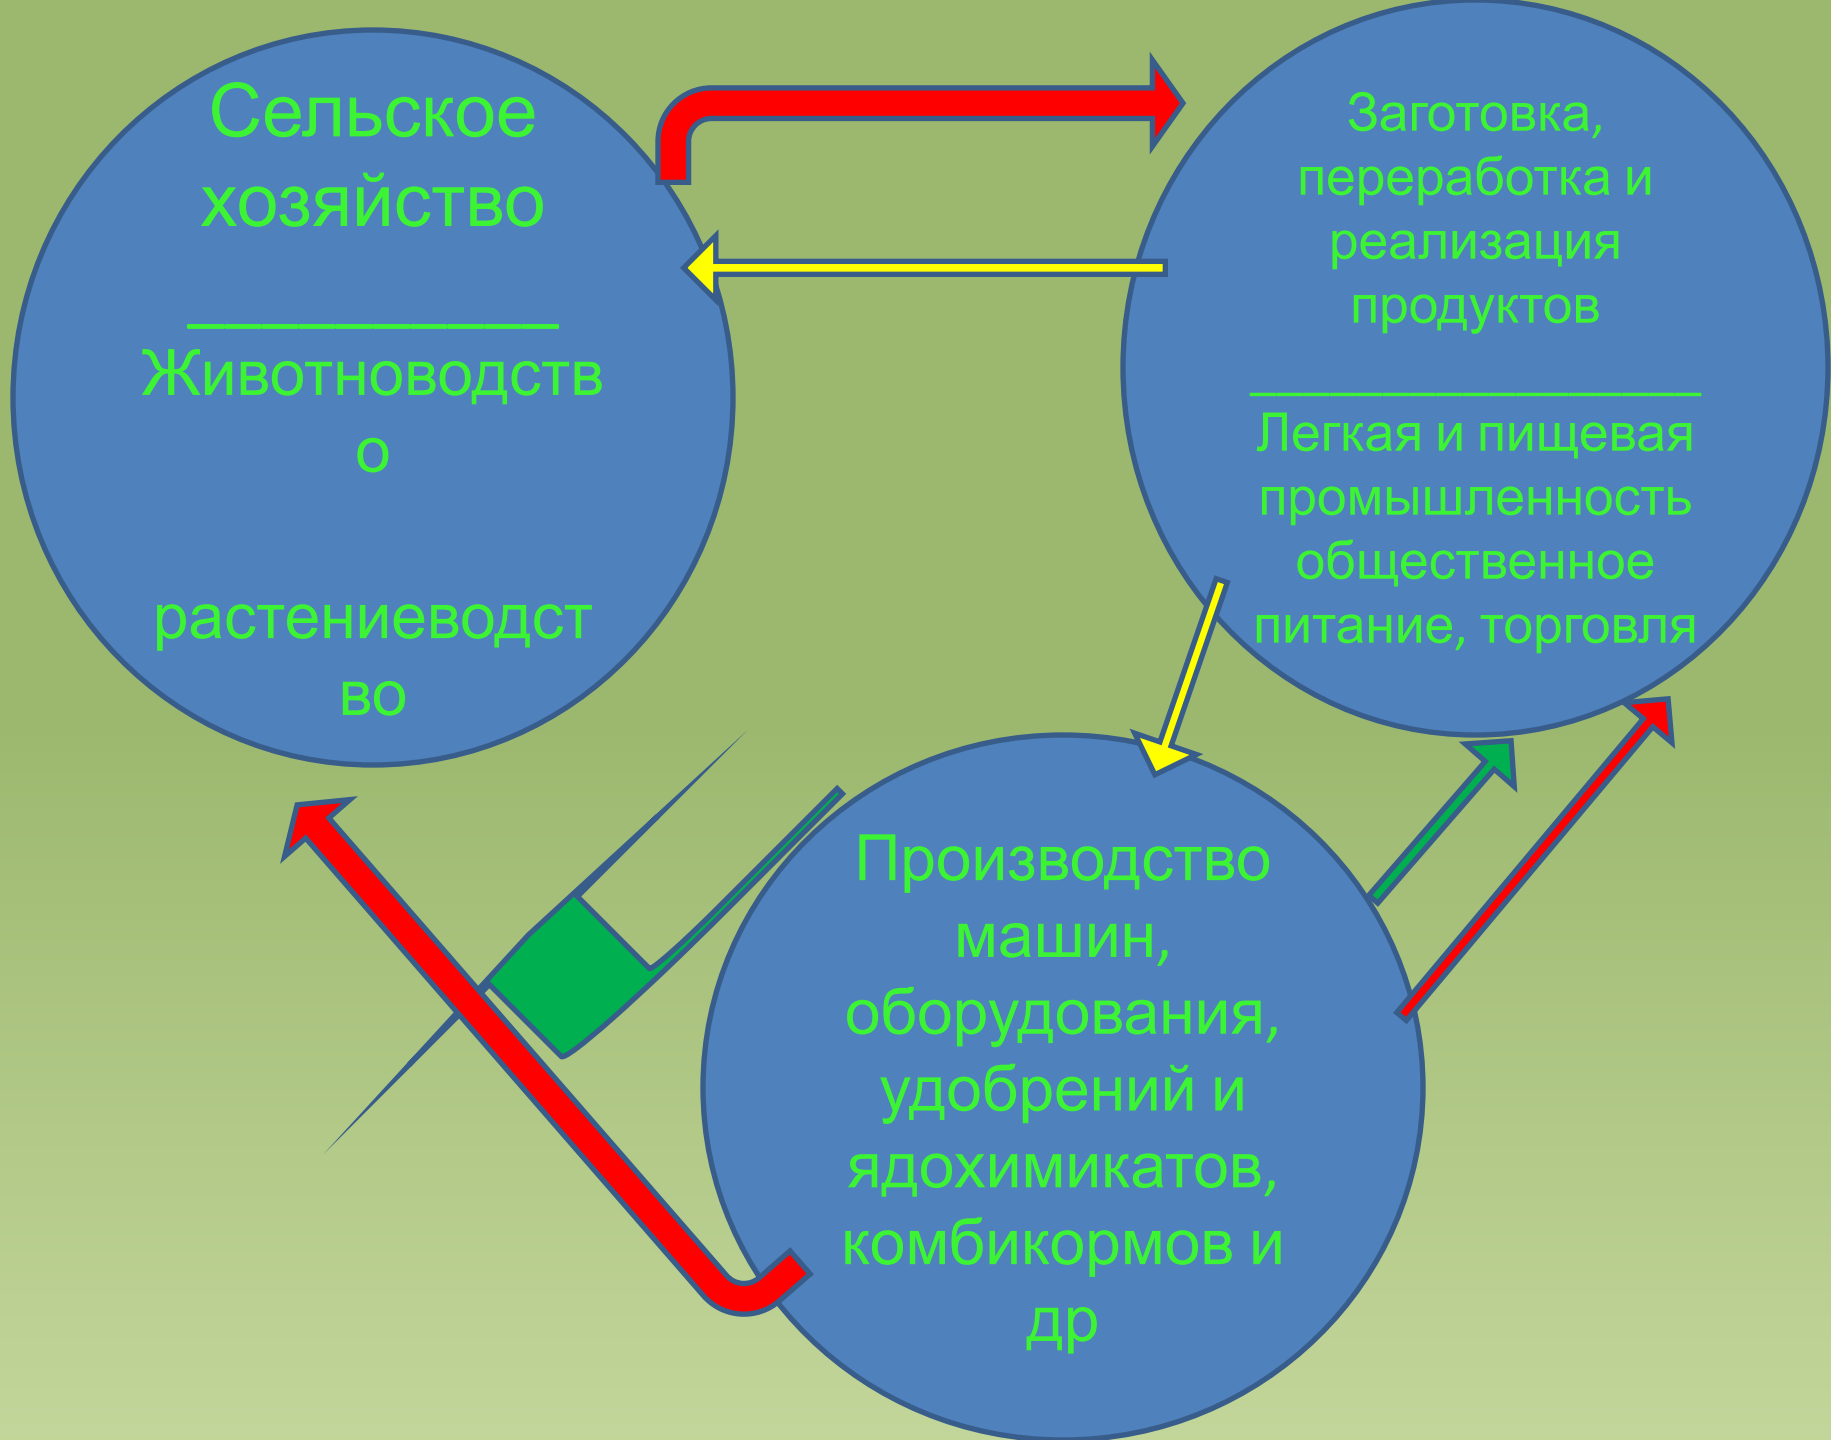 Сельское
хозяйство
__________
Животноводств
о
растениеводст
во
Заготовка,
переработка и
реализация
продуктов
_________________
Легкая и пищевая
промышленность
общественное
питание, торговля
Производство
машин,
оборудования,
удобрений и
ядохимикатов,
комбикормов и
др